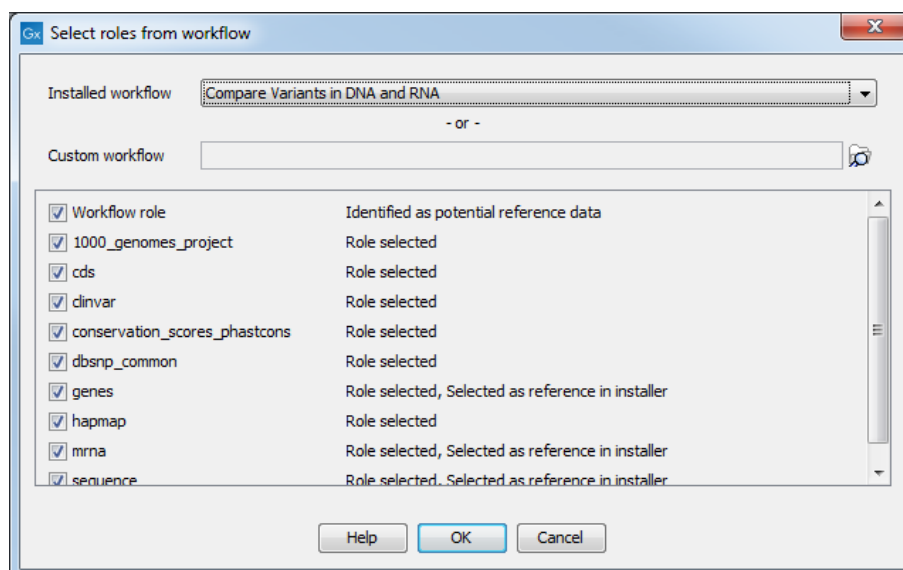 Gx Select roles from workflow
Installed workflow Compare Variants in DNA and RNA
- or -
Custom workflow
Workflow role Identified as potential reference data
1000_genomes_project Role selected
cds Role selected
clinvar Role selected
conservation_scores_phastcons Role selected
dbsnp_common Role selected
genes Role selected, Selected as reference in installer
hapmap Role selected
mrna Role selected, Selected as reference in installer
sequence Role selected, Selected as reference in installer
Help OK Cancel